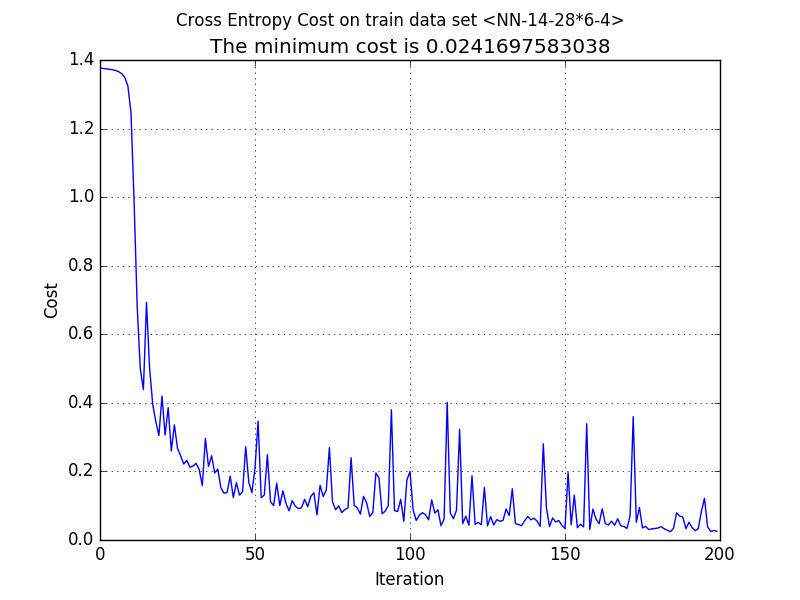 Cross Entropy Cost on train data set <NN-14-28*6-4>
The minimum cost is 0.0241697583038
1.4
1.2
1.0
0.8
0.6
0.4
0.2
0.0
Cost
0 50 100 150 200
Iteration